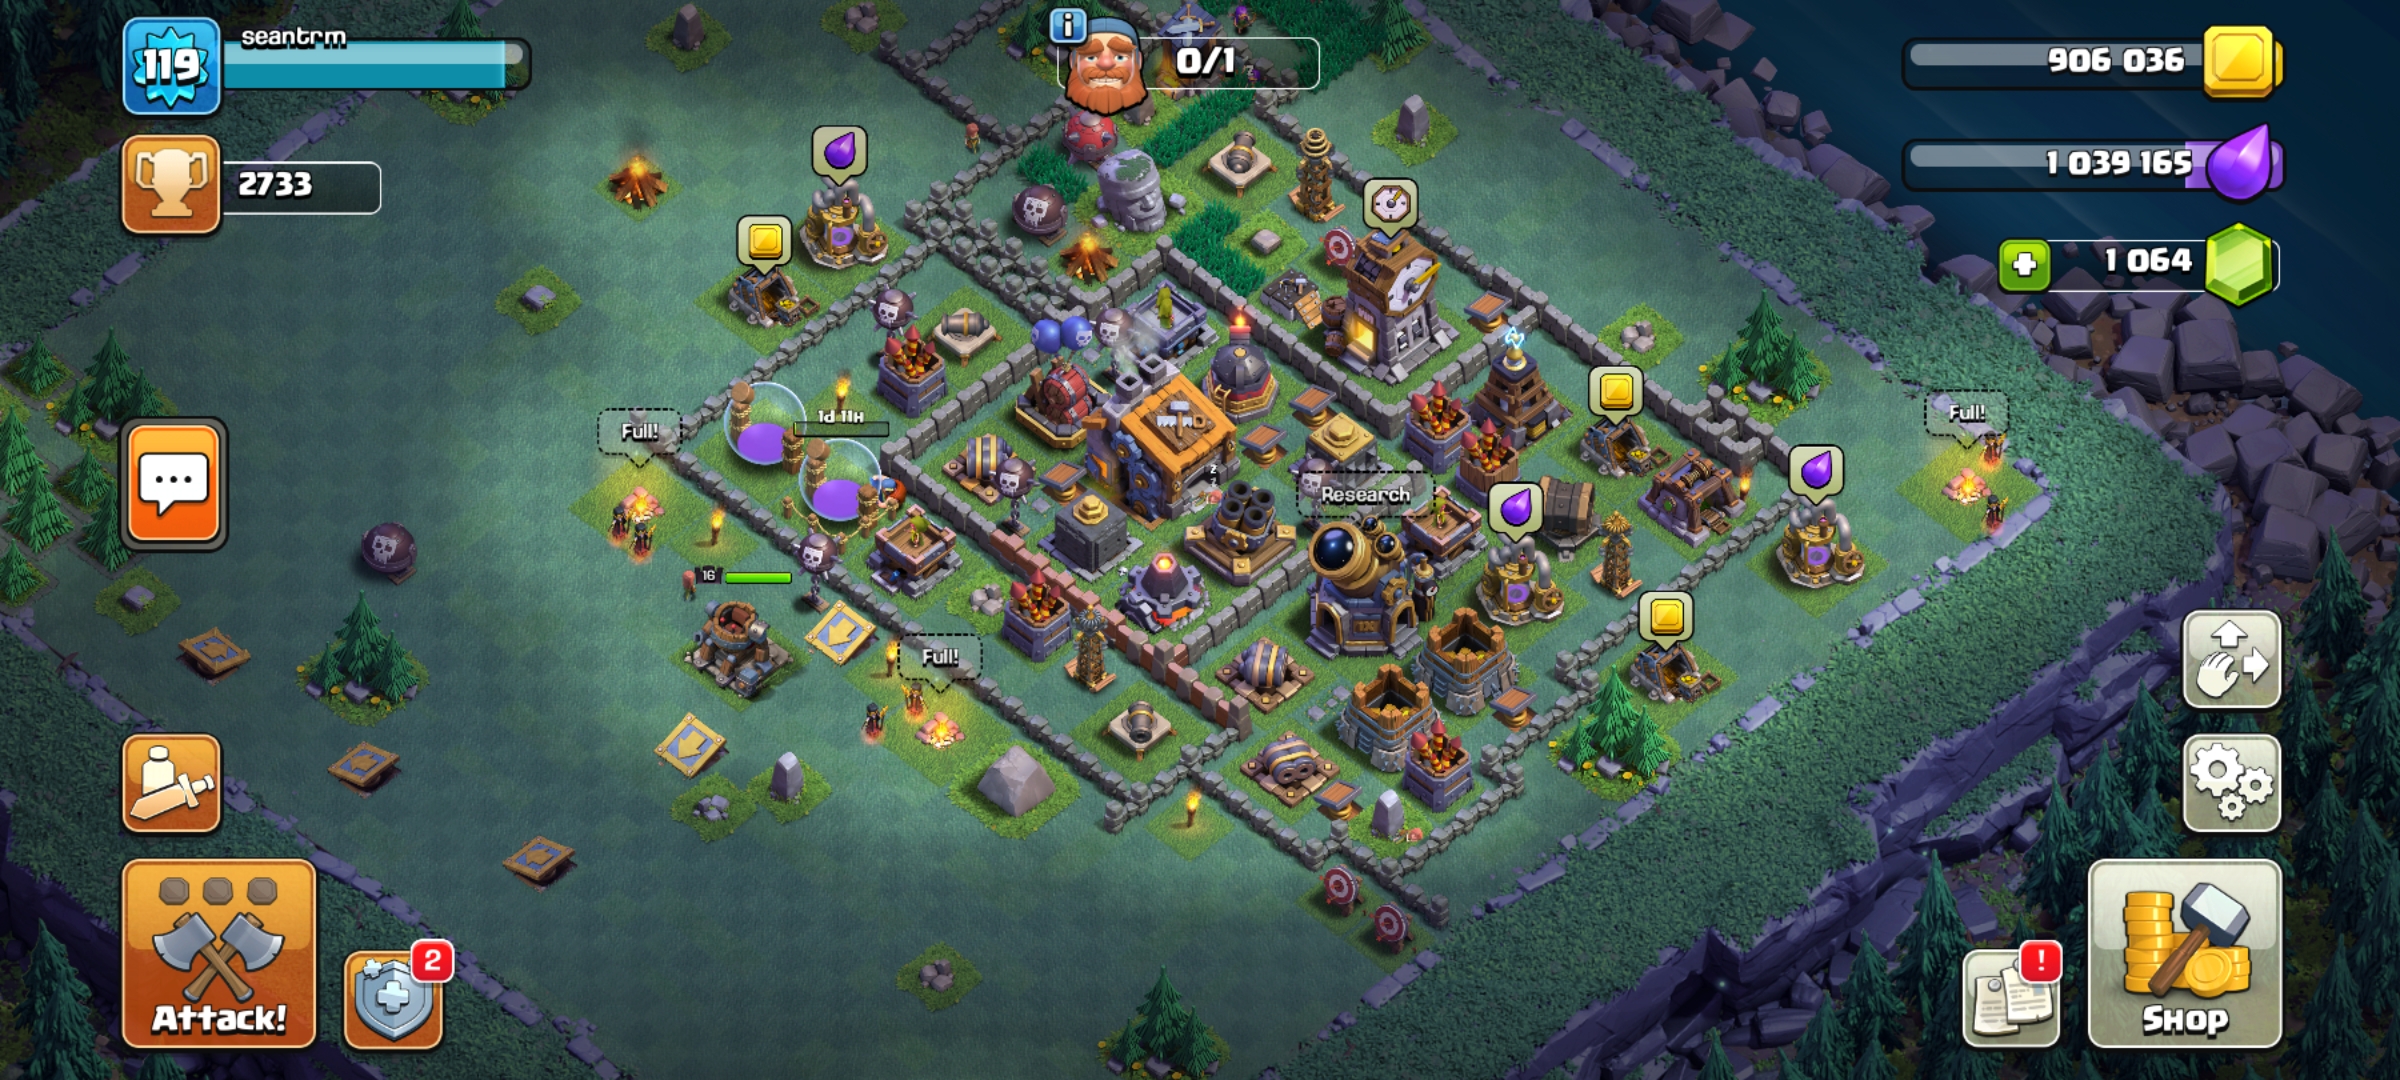 119
seantrm
i
0/1
906 036
2733
1 039 165
1 064
Full!
1d 11H
Full!
Research
16
Full!
Attack!
2
!
Shop